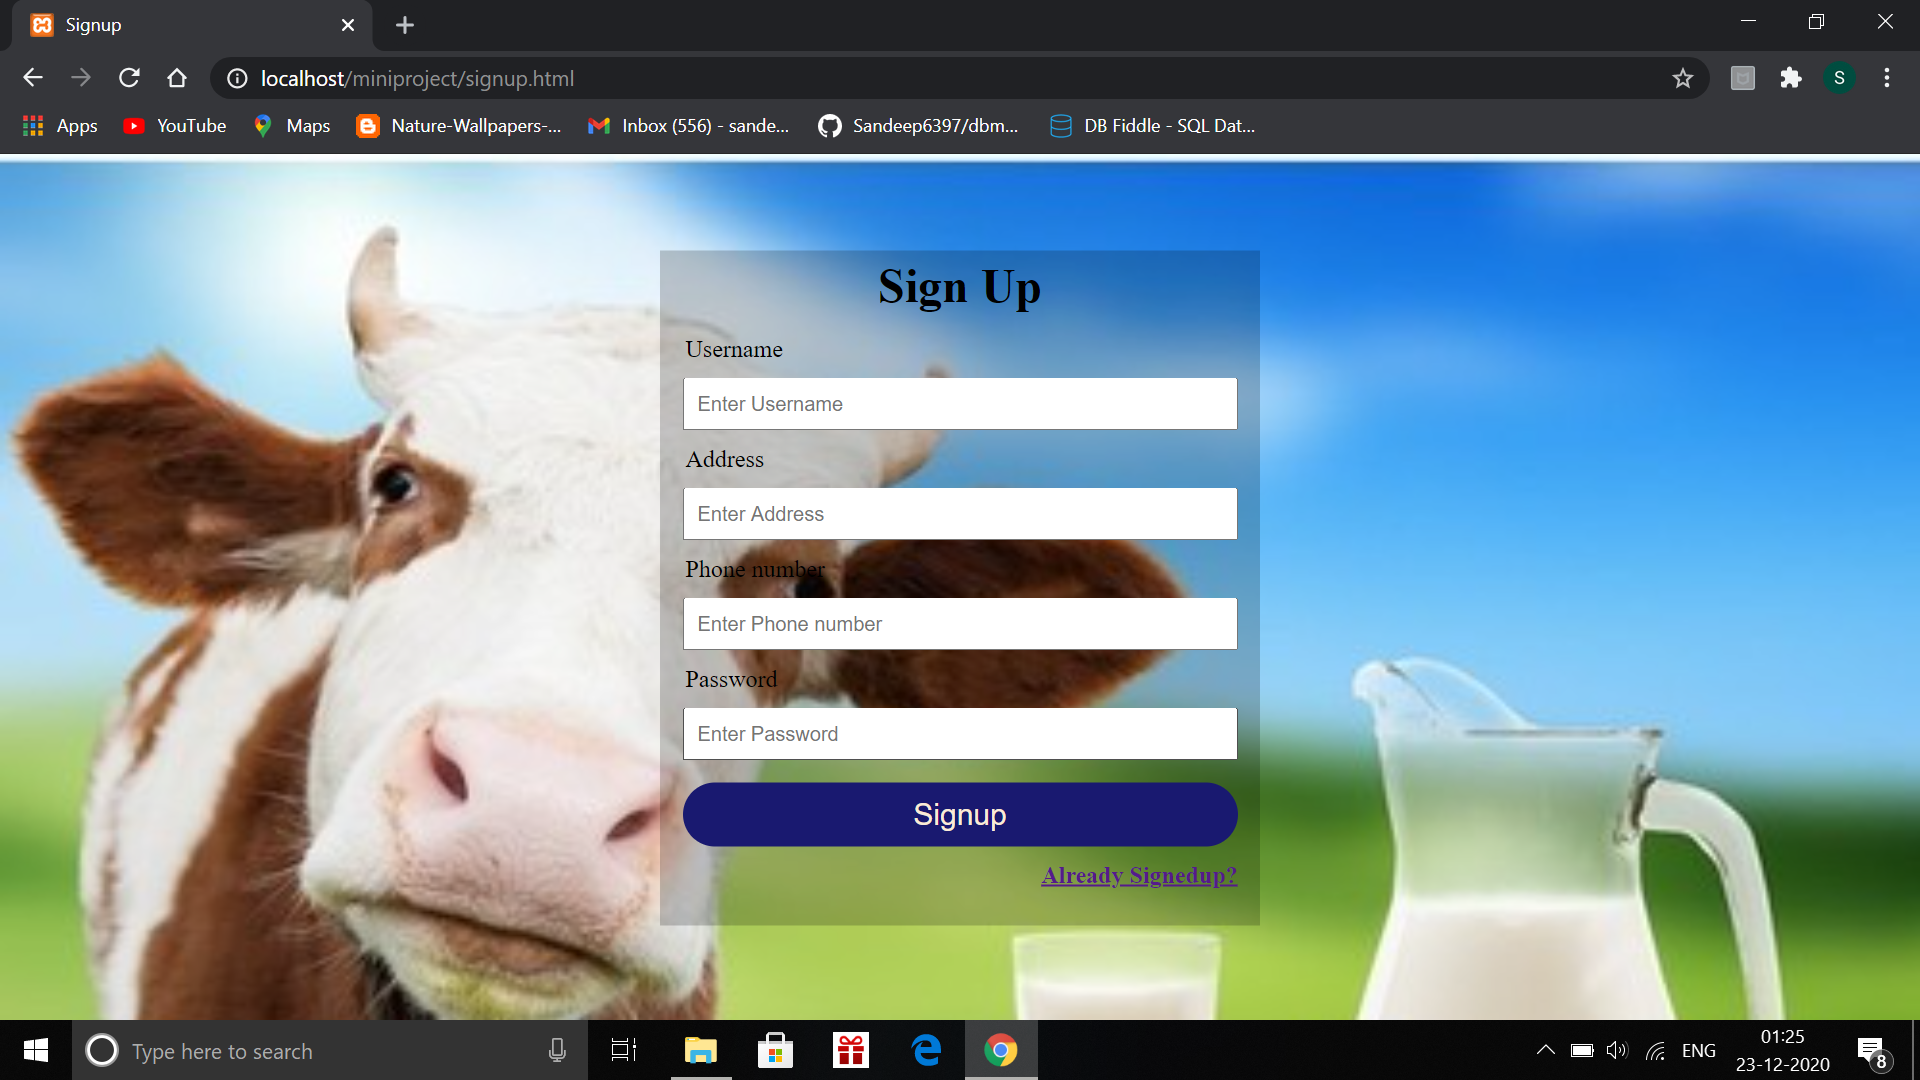 Signup
localhost/miniproject/signup.html
S
Apps
YouTube
Maps
Nature-Wallpapers-...
Inbox (556) - sande...
Sandeep6397/dbm...
DB Fiddle - SQL Dat...
Sign Up
Username
Enter Username
Address
Enter Address
Phone number
Enter Phone number
Password
Enter Password
Signup
Already Signedup?
Type here to search
ENG
01:25
23-12-2020
8